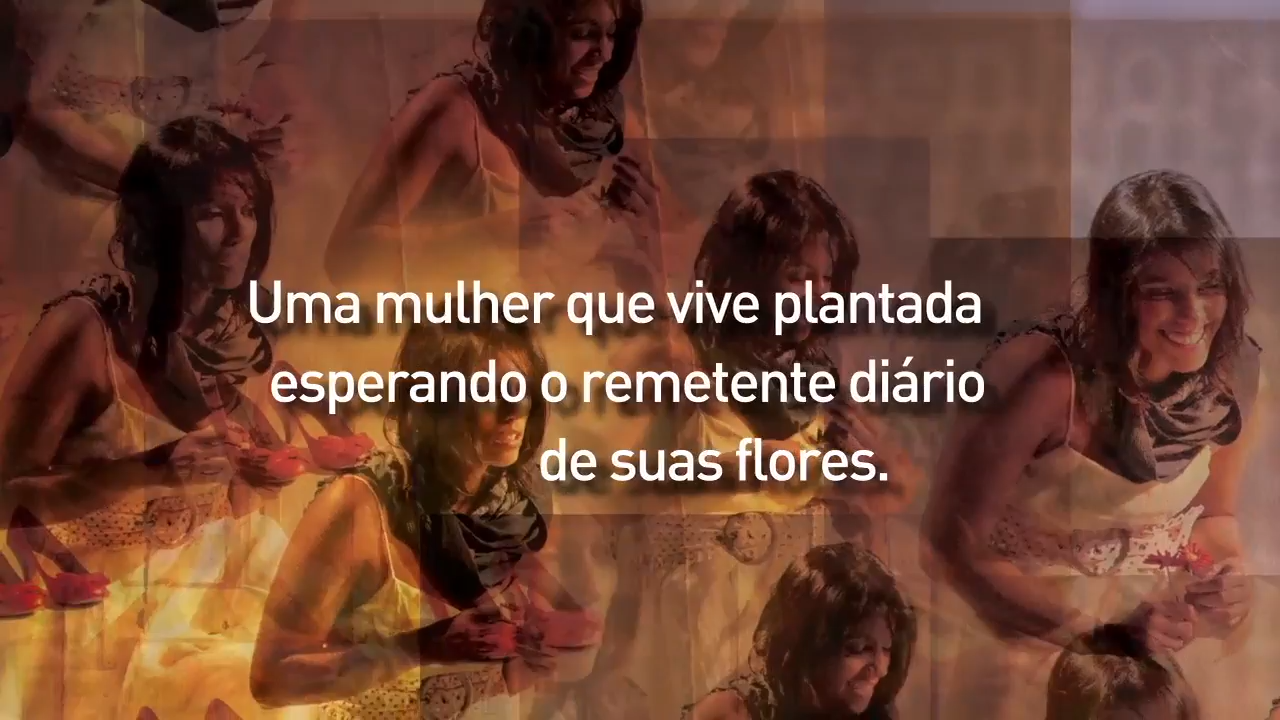 Uma mulher que vive plantada
esperando o remetente diário
de suas flores.